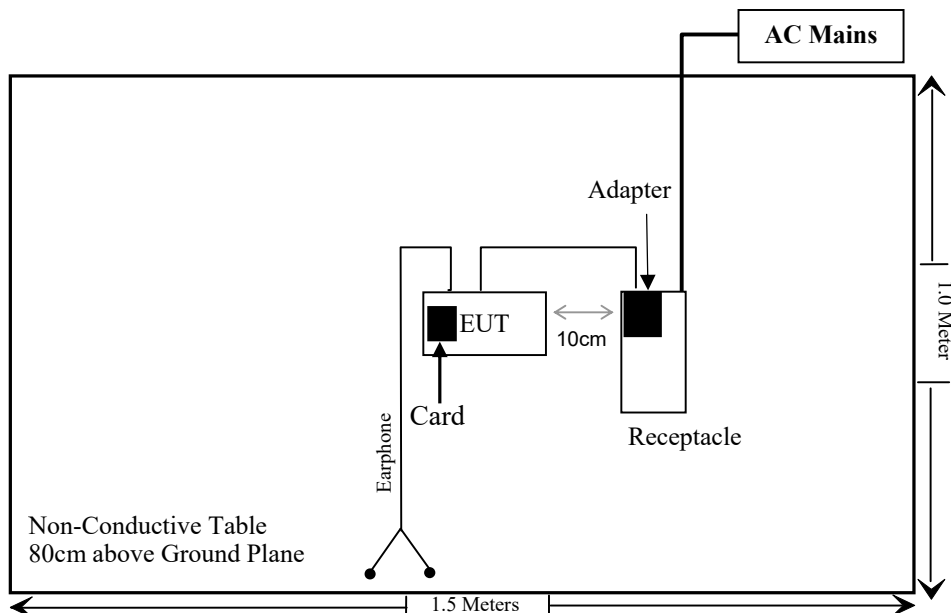 AC Mains
Adapter
EUT
10cm
1.0 Meter
Card
Receptacle
Earphone
Non-Conductive Table
80cm above Ground Plane
1.5 Meters